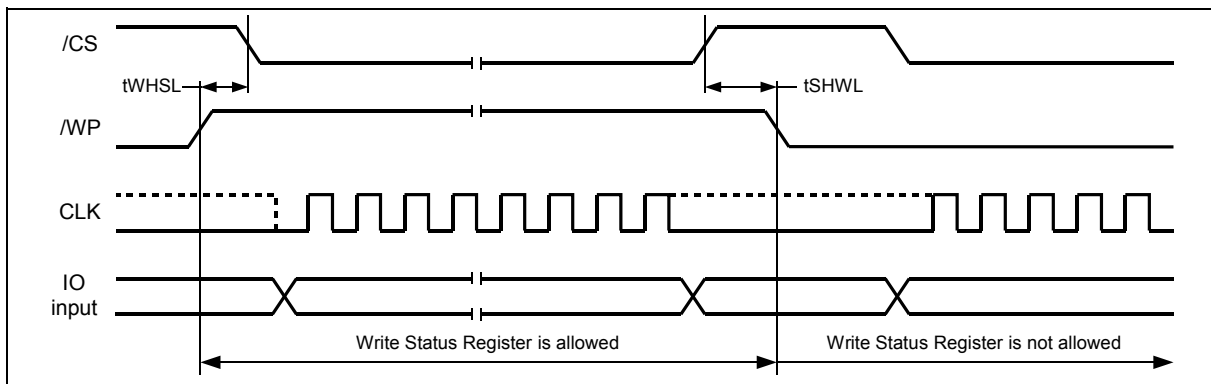 /CS
tWHSL
tSHWL
/WP
CLK
IO
input
Write Status Register is allowed
Write Status Register is not allowed